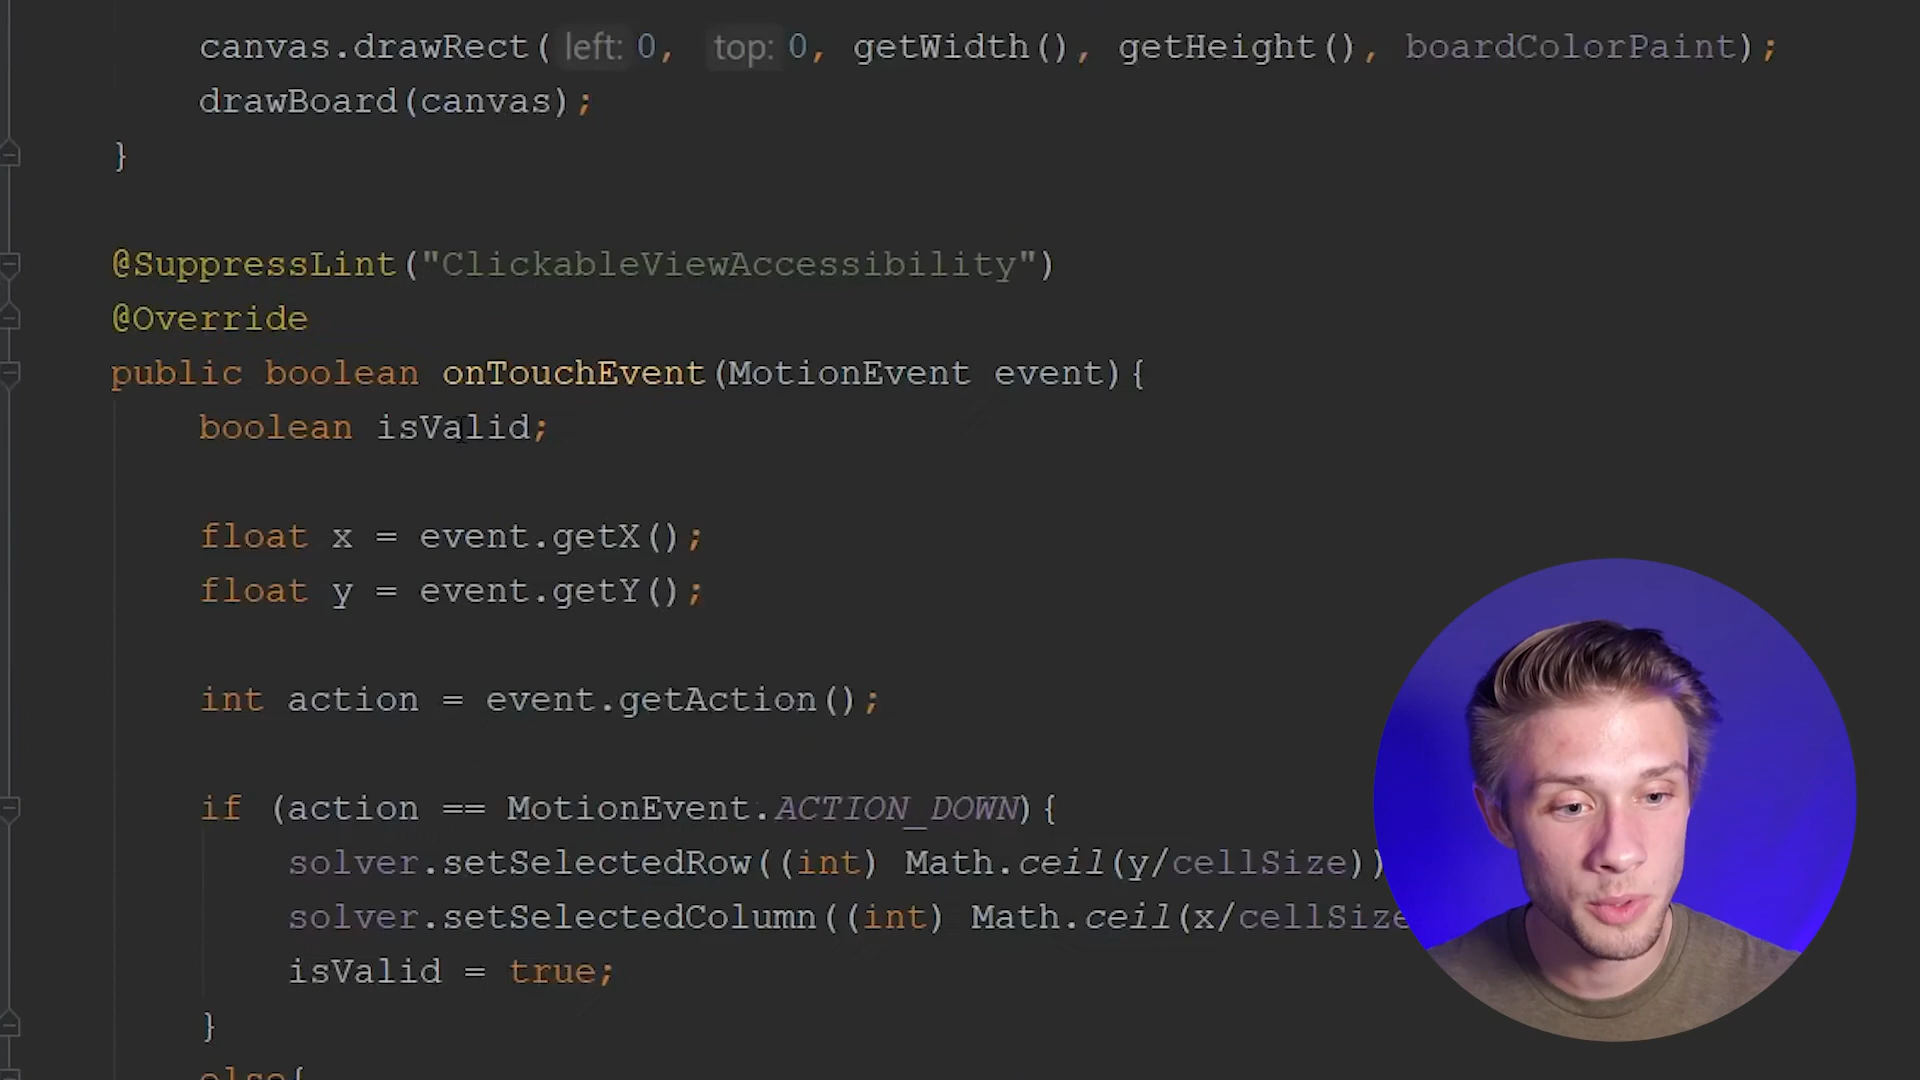 canvas.drawRect( left: 0, top: 0, getWidth(), getHeight(), boardColorPaint);
drawBoard(canvas);
}
@SuppressLint("ClickableViewAccessibility")
@Override
public boolean onTouchEvent(MotionEvent event){
boolean isValid;
float x = event.getX();
float y = event.getY();
int action = event.getAction();
if (action == MotionEvent.ACTION_DOWN){
solver.setSelectedRow((int) Math.ceil(y/cellSize))
solver.setSelectedColumn((int) Math.ceil(x/cellSize
isValid = true;
}
else{